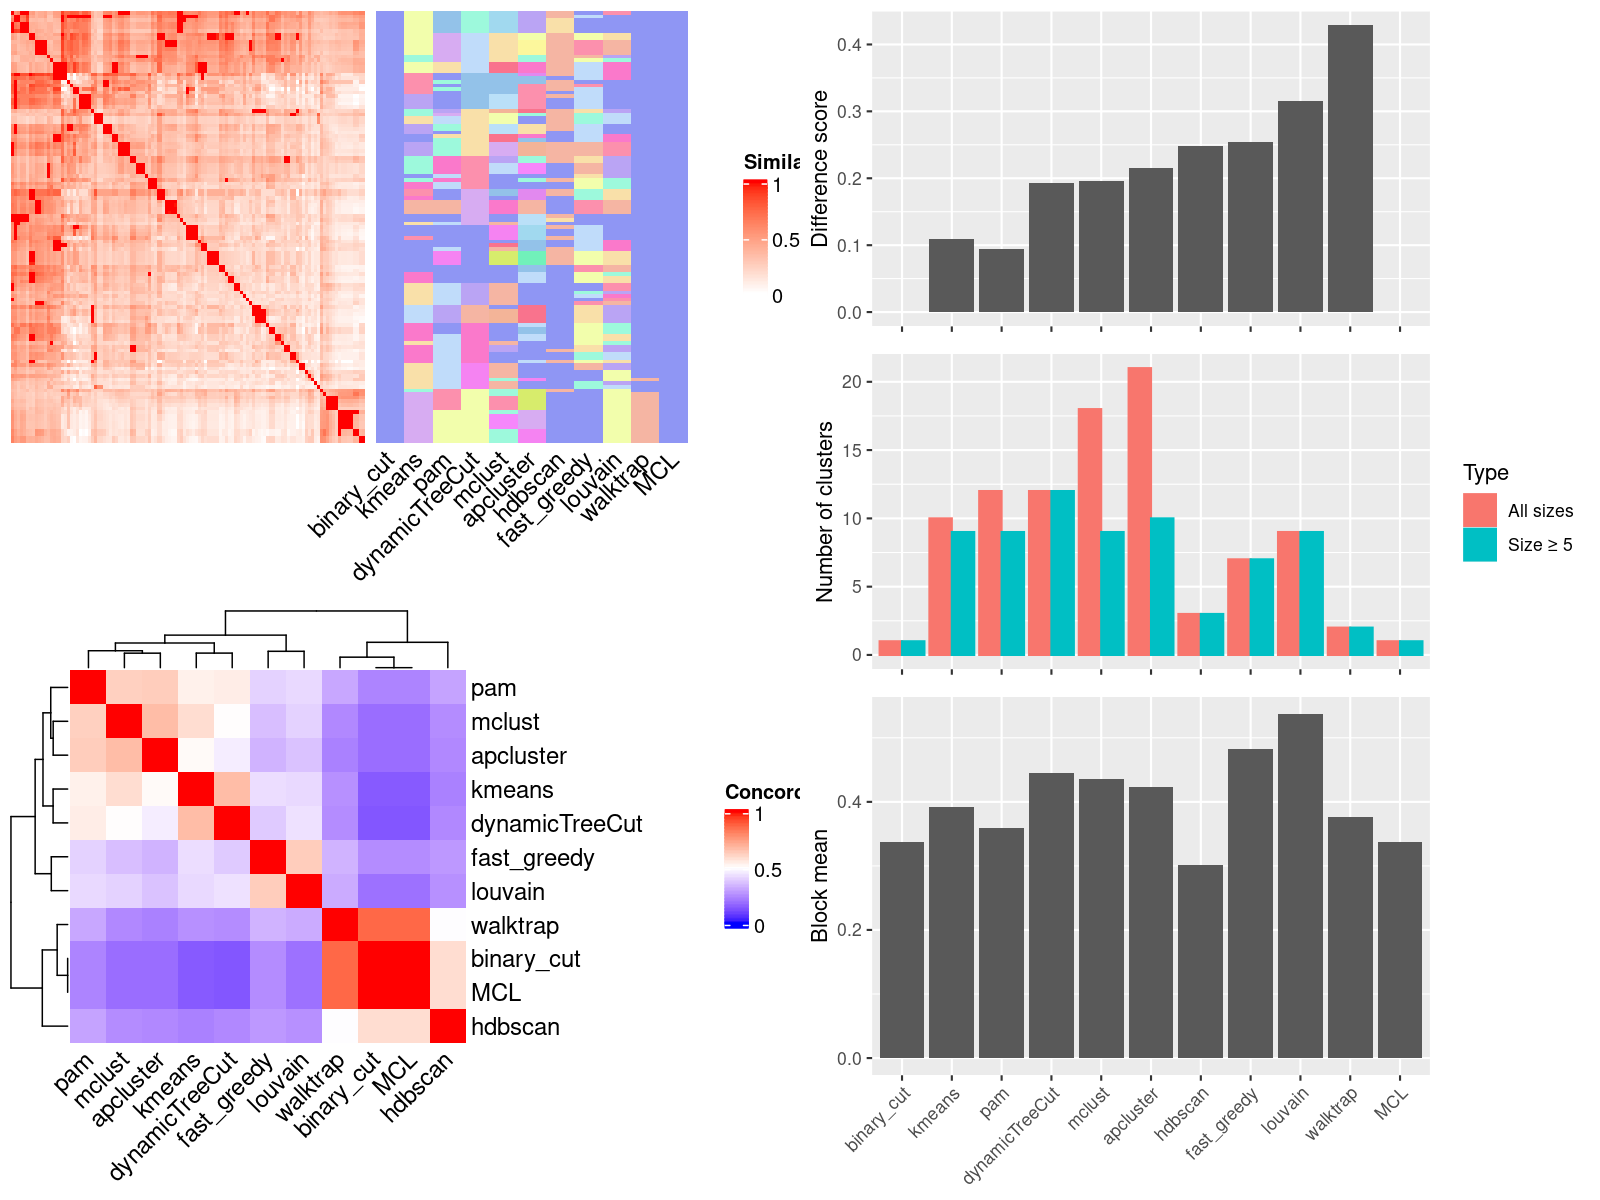 Simila
1
0.5
0
binary_cut
kmeans
pam
dynamicTreeCut
mclust
apcluster
hdbscan
fast_greedy
louvain
walktrap
MCL
Difference score
0.4
0.3
0.2
0.1
0.0
Number of clusters
20
15
10
5
0
Type
All sizes
Size ≥ 5
Block mean
0.4
0.2
0.0
binary_cut
kmeans
pam
dynamicTreeCut
mclust
apcluster
hdbscan
fast_greedy
louvain
walktrap
MCL
pam
mclust
apcluster
kmeans
dynamicTreeCut
fast_greedy
louvain
walktrap
binary_cut
MCL
hdbscan
pam
mclust
apcluster
kmeans
dynamicTreeCut
fast_greedy
louvain
walktrap
binary_cut
MCL
hdbscan
Concord
1
0.5
0